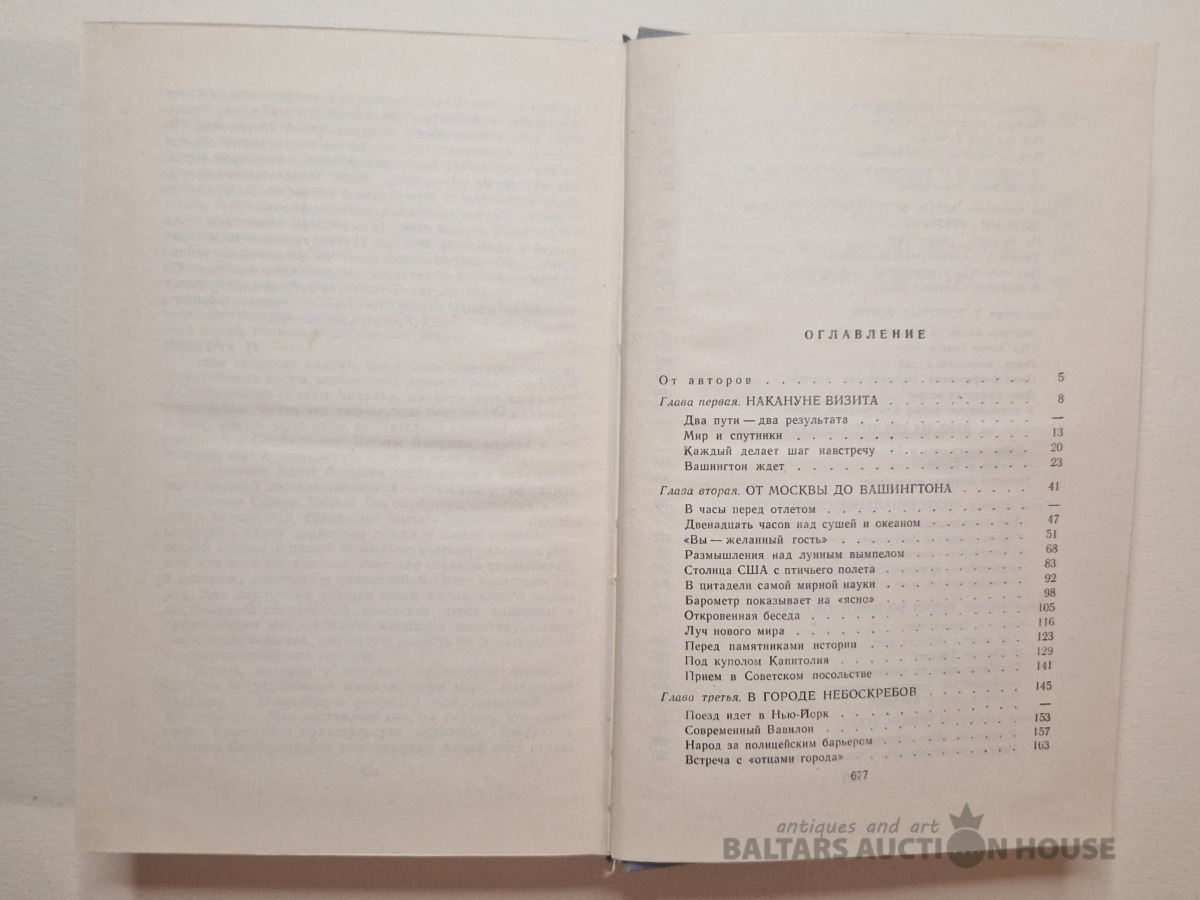 ОГЛАВЛЕНИЕ
От авторов . . . . . . . . . . . . . . . . . . . 5
Глава первая. НАКАНУНЕ ВИЗИТА . . . . . . . . . . 8
Два пути — два результата . . . . . . . . . . . —
Мир и спутники . . . . . . . . . . . . . . . 13
Каждый делает шаг навстречу . . . . . . . . . 20
Вашингтон ждет . . . . . . . . . . . . . . . 23
Глава вторая. ОТ МОСКВЫ ДО ВАШИНГТОНА . . . . . 41
В часы перед отлетом . . . . . . . . . . . . . —
Двенадцать часов над сушей и океаном . . . . . . 47
«Вы — желанный гость» . . . . . . . . . . . . 51
Размышления над лунным вымпелом . . . . . . . 68
Столица США с птичьего полета . . . . . . . . . 83
В цитадели самой мирной науки . . . . . . . . . 92
Барометр показывает на «ясно» . . . . . . . . . 98
Откровенная беседа . . . . . . . . . . . . . . 105
Луч нового мира . . . . . . . . . . . . . . . 116
Перед памятниками истории . . . . . . . . . . 123
Под куполом Капитолия . . . . . . . . . . . . 129
Прием в Советском посольстве . . . . . . . . . 141
Глава третья. В ГОРОДЕ НЕБОСКРЕБОВ . . . . . . . 145
Поезд идет в Нью-Йорк . . . . . . . . . . . . —
Современный Вавилон . . . . . . . . . . . . . 153
Народ за полицейским барьером . . . . . . . . . 157
Встреча с «отцами города» . . . . . . . . . . . 163
677
antiques and art
BALTARS AUCTION HOUSE